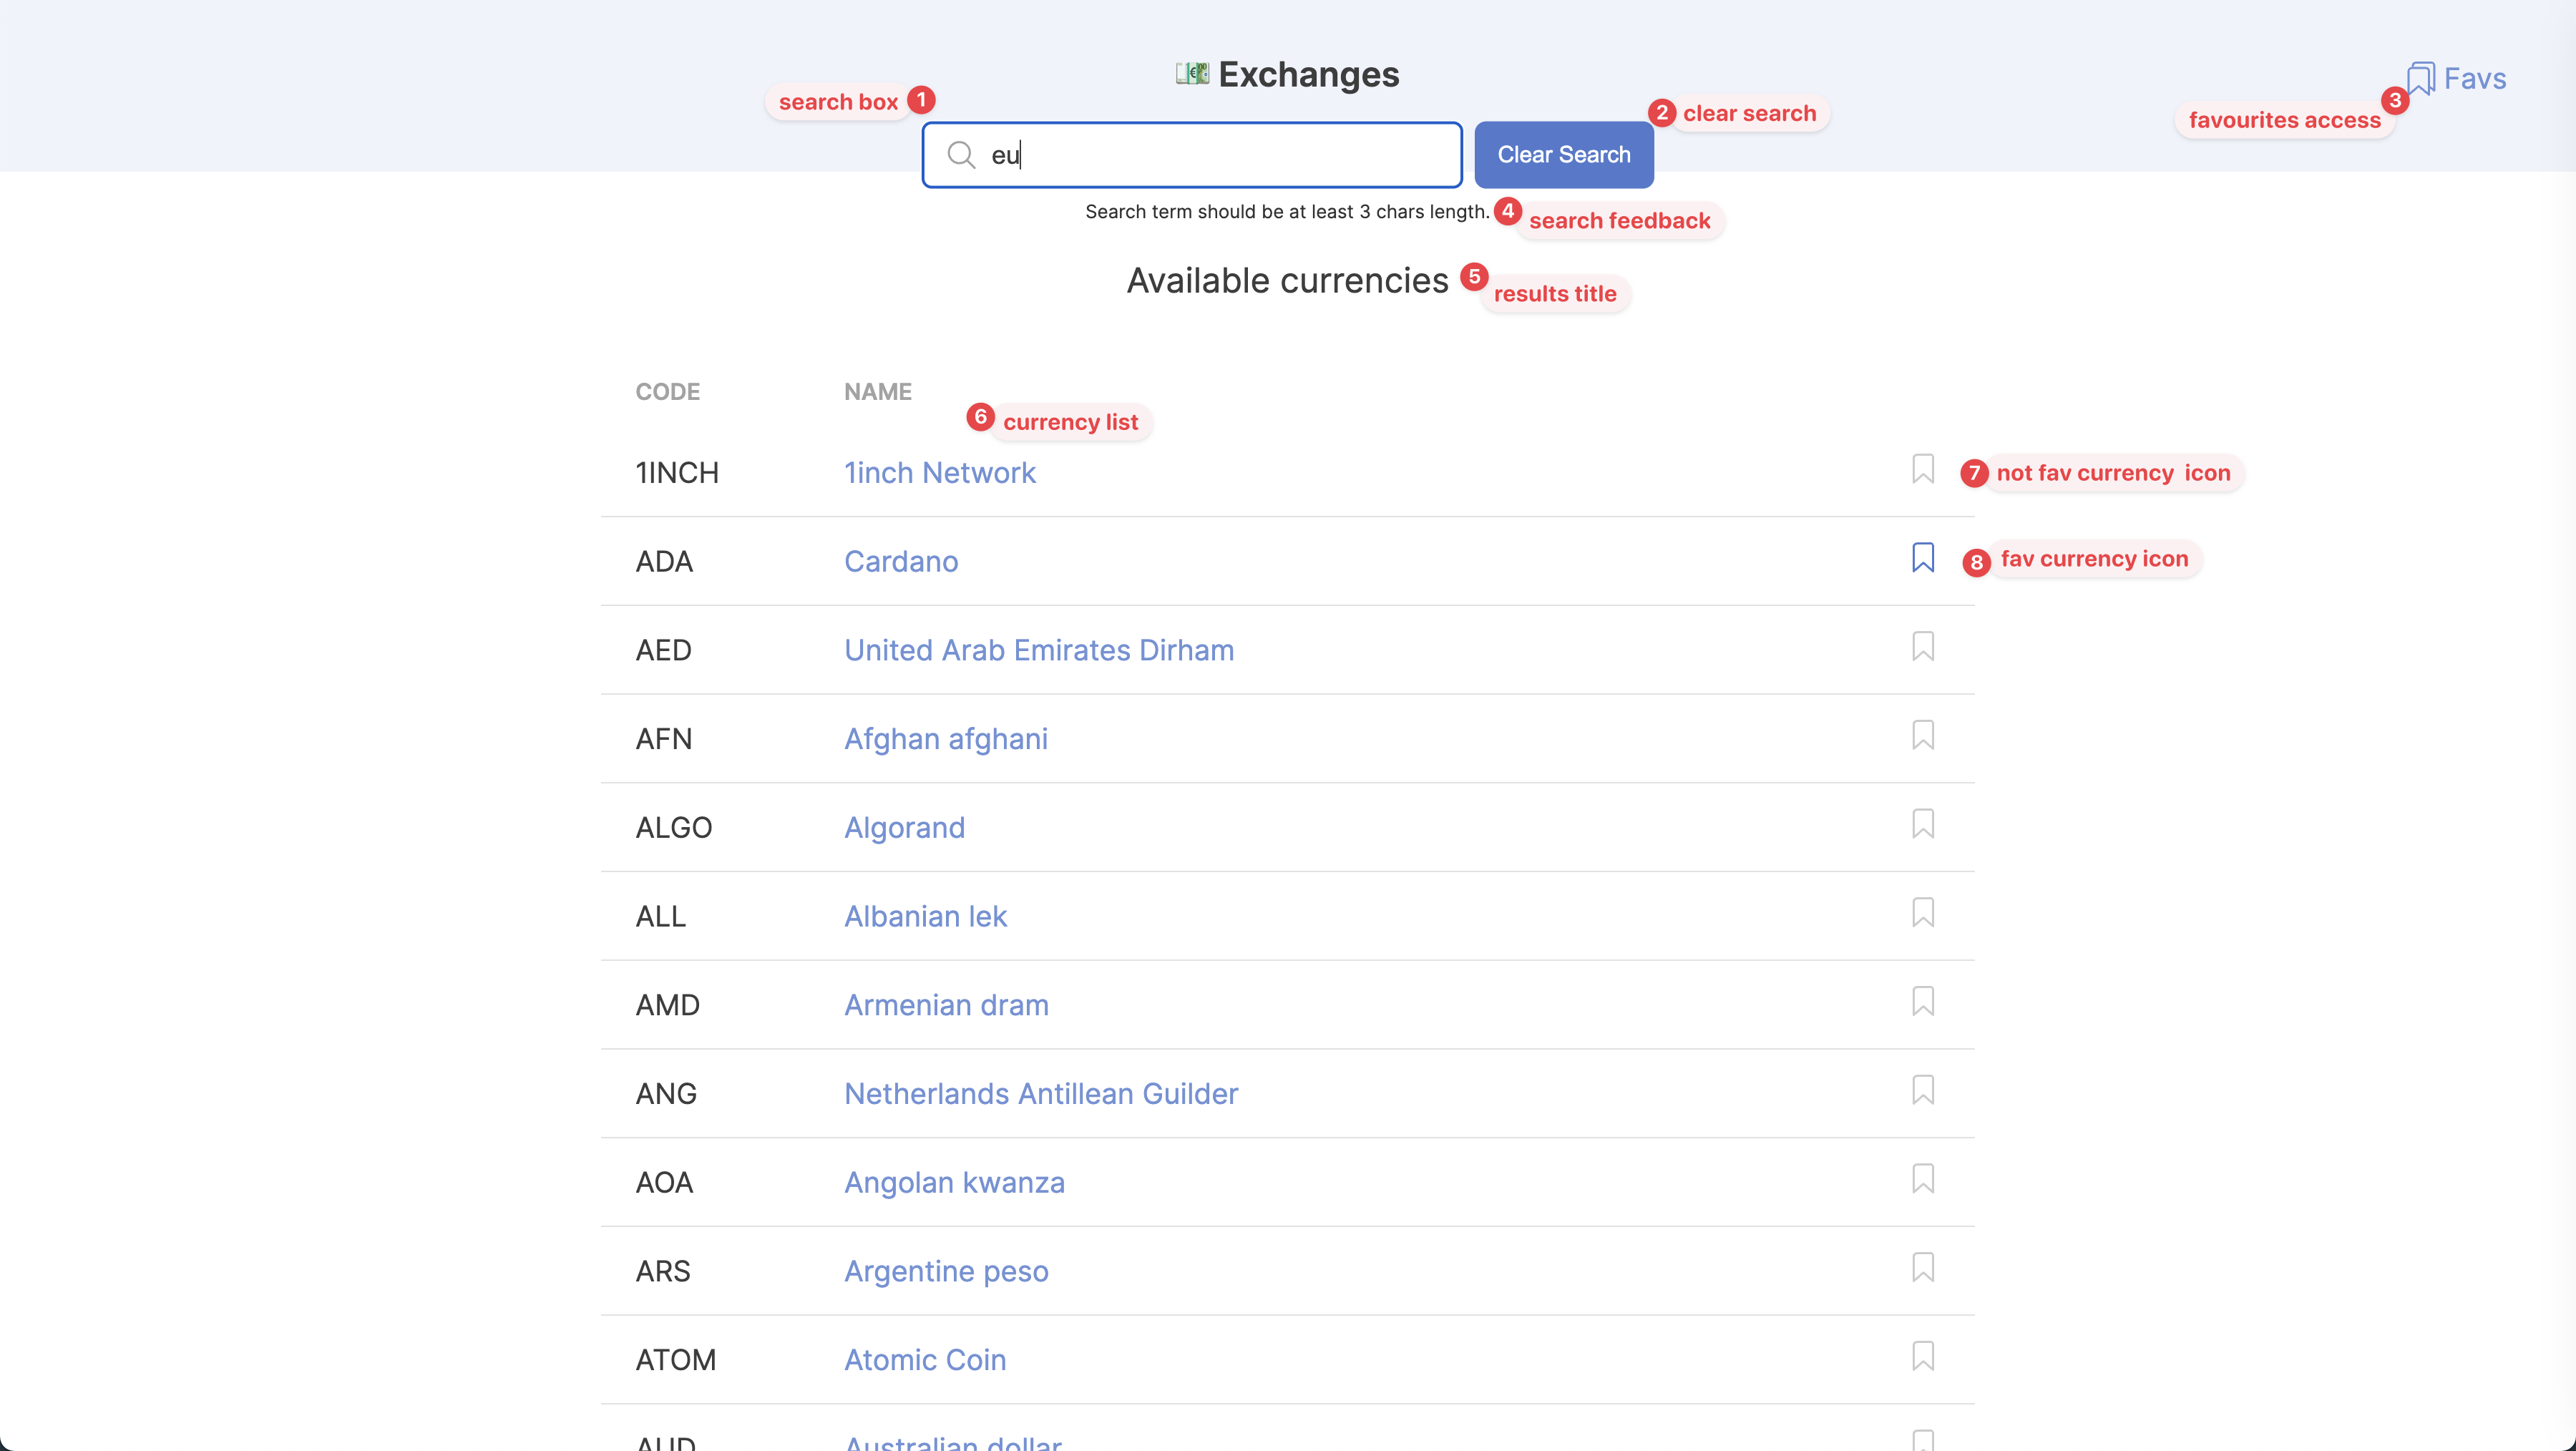 💶 Exchanges
Favs
search box 1
2 clear search
3
favourites access
eu
Clear Search
Search term should be at least 3 chars length.
4 search feedback
Available currencies
5 results title
CODE NAME
6 currency list
1INCH 1inch Network
7 not fav currency icon
ADA Cardano
8 fav currency icon
AED United Arab Emirates Dirham
AFN Afghan afghani
ALGO Algorand
ALL Albanian lek
AMD Armenian dram
ANG Netherlands Antillean Guilder
AOA Angolan kwanza
ARS Argentine peso
ATOM Atomic Coin
AUD Australian dollar